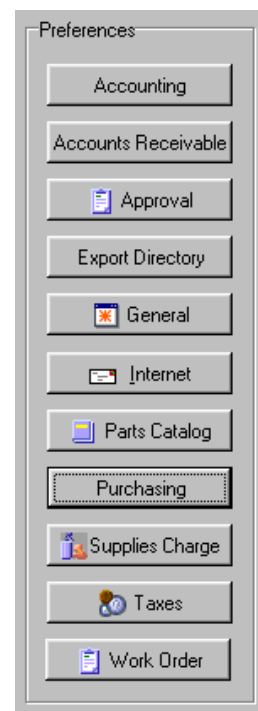 Preferences
Accounting
Accounts Receivable
Approval
Export Directory
General
Internet
Parts Catalog
Purchasing
Supplies Charge
Taxes
Work Order